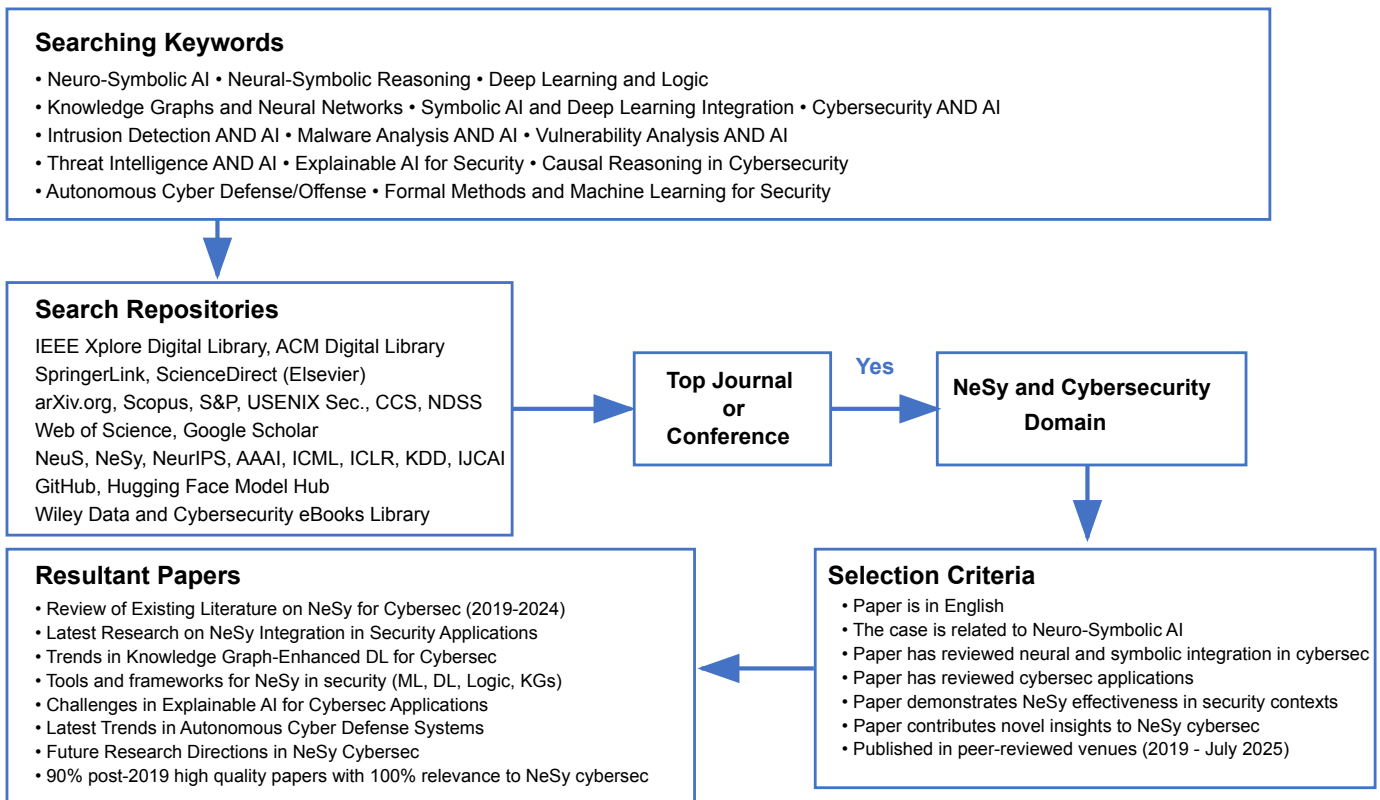 Searching Keywords
• Neuro-Symbolic AI • Neural-Symbolic Reasoning • Deep Learning and Logic
• Knowledge Graphs and Neural Networks • Symbolic AI and Deep Learning Integration • Cybersecurity AND AI
• Intrusion Detection AND AI • Malware Analysis AND AI • Vulnerability Analysis AND AI
• Threat Intelligence AND AI • Explainable AI for Security • Causal Reasoning in Cybersecurity
• Autonomous Cyber Defense/Offense • Formal Methods and Machine Learning for Security
Search Repositories
IEEE Xplore Digital Library, ACM Digital Library
SpringerLink, ScienceDirect (Elsevier)
arXiv.org, Scopus, S&P, USENIX Sec., CCS, NDSS
Web of Science, Google Scholar
NeuS, NeSy, NeurIPS, AAAI, ICML, ICLR, KDD, IJCAI
GitHub, Hugging Face Model Hub
Wiley Data and Cybersecurity eBooks Library
Top Journal
or
Conference
Yes
NeSy and Cybersecurity
Domain
Selection Criteria
• Paper is in English
• The case is related to Neuro-Symbolic AI
• Paper has reviewed neural and symbolic integration in cybersec
• Paper has reviewed cybersec applications
• Paper demonstrates NeSy effectiveness in security contexts
• Paper contributes novel insights to NeSy cybersec
• Published in peer-reviewed venues (2019 - July 2025)
Resultant Papers
• Review of Existing Literature on NeSy for Cybersec (2019-2024)
• Latest Research on NeSy Integration in Security Applications
• Trends in Knowledge Graph-Enhanced DL for Cybersec
• Tools and frameworks for NeSy in security (ML, DL, Logic, KGs)
• Challenges in Explainable AI for Cybersec Applications
• Latest Trends in Autonomous Cyber Defense Systems
• Future Research Directions in NeSy Cybersec
• 90% post-2019 high quality papers with 100% relevance to NeSy cybersec